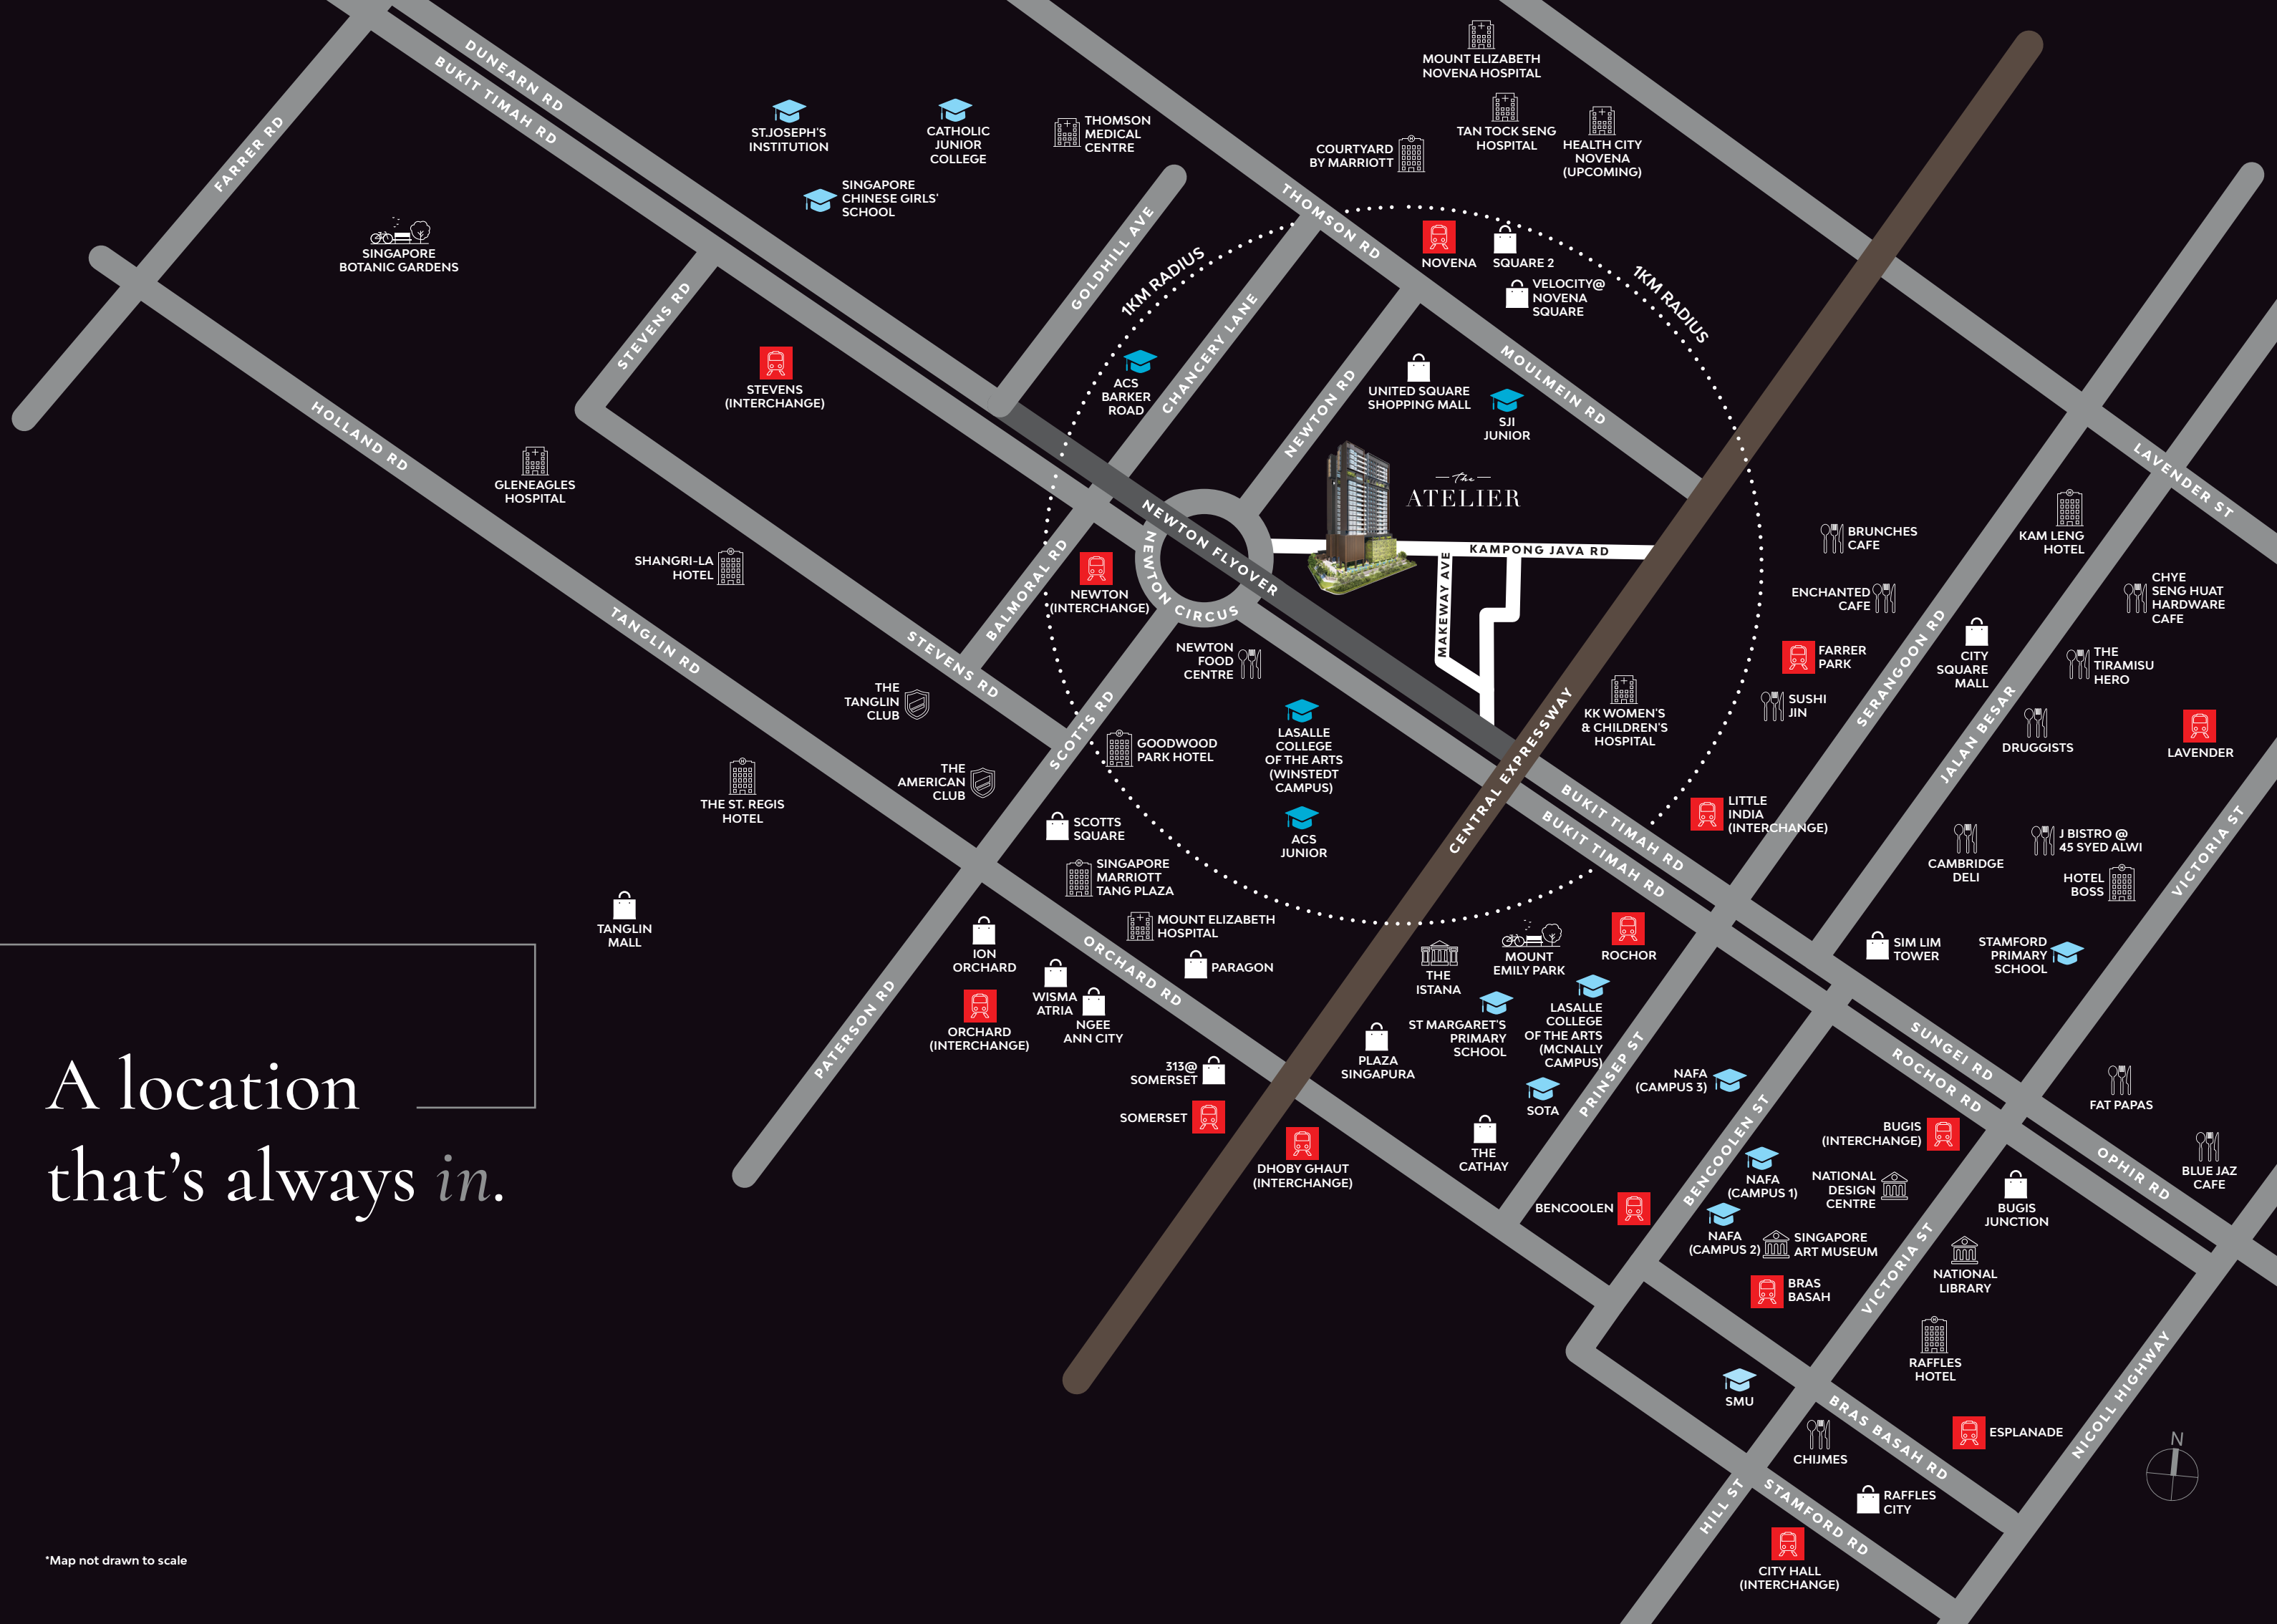 MOUNT ELIZABETH
NOVENA HOSPITAL
DUNEARN RD
BUKIT TIMAH RD
FARRER RD
ST.JOSEPH'S
INSTITUTION
CATHOLIC
JUNIOR
COLLEGE
THOMSON
MEDICAL
CENTRE
COURTYARD
BY MARRIOTT
TAN TOCK SENG
HOSPITAL
HEALTH CITY
NOVENA
(UPCOMING)
SINGAPORE
CHINESE GIRLS'
SCHOOL
SINGAPORE
BOTANIC GARDENS
GOLDHILL AVE
THOMSON RD
1KM RADIUS
1KM RADIUS
NOVENA
SQUARE 2
VELOCITY@
NOVENA
SQUARE
STEVENS RD
STEVENS
(INTERCHANGE)
CHANCERY LANE
ACS
BARKER
ROAD
NEWTON RD
UNITED SQUARE
SHOPPING MALL
SJI
JUNIOR
MOULMEIN RD
HOLLAND RD
GLENEAGLES
HOSPITAL
The
ATELIER
LAVENDER ST
KAM LENG
HOTEL
BRUNCHES
CAFE
SHANGRI-LA
HOTEL
NEWTON FLYOVER
NEWTON CIRCUS
KAMPONG JAVA RD
MAKEWAY AVE
BALMORAL RD
NEWTON
(INTERCHANGE)
ENCHANTED
CAFE
CHYE
SENG HUAT
HARDWARE
CAFE
TANGLIN RD
STEVENS RD
NEWTON
FOOD
CENTRE
FARRER
PARK
SERANGOON RD
CITY
SQUARE
MALL
THE
TIRAMISU
HERO
THE
TANGLIN
CLUB
SCOTTS RD
GOODWOOD
PARK HOTEL
LASALLE
COLLEGE
OF THE ARTS
(WINSTEDT
CAMPUS)
CENTRAL EXPRESSWAY
KK WOMEN'S
& CHILDREN'S
HOSPITAL
SUSHI
JIN
JALAN BESAR
DRUGGISTS
LAVENDER
THE ST. REGIS
HOTEL
THE
AMERICAN
CLUB
SCOTTS
SQUARE
ACS
JUNIOR
BUKIT TIMAH RD
BUKIT TIMAH RD
LITTLE
INDIA
(INTERCHANGE)
CAMBRIDGE
DELI
J BISTRO @
45 SYED ALWI
HOTEL
BOSS
VICTORIA ST
SINGAPORE
MARRIOTT
TANG PLAZA
TANGLIN
MALL
MOUNT ELIZABETH
HOSPITAL
ION
ORCHARD
ORCHARD RD
PARAGON
WISMA
ATRIA
NGEE
ANN CITY
ORCHARD
(INTERCHANGE)
PATERSON RD
THE
ISTANA
MOUNT
EMILY PARK
ROCHOR
SIM LIM
TOWER
STAMFORD
PRIMARY
SCHOOL
ST MARGARET'S
PRIMARY
SCHOOL
LASALLE
COLLEGE
OF THE ARTS
(MCNALLY
CAMPUS)
PLAZA
SINGAPURA
313@
SOMERSET
SOMERSET
SOTA
PRINSEP ST
NAFA
(CAMPUS 3)
SUNGEI RD
ROCHOR RD
FAT PAPAS
A location
that's always in.
DHOBY GHAUT
(INTERCHANGE)
THE
CATHAY
BENCOOLEN ST
BUGIS
(INTERCHANGE)
OPHIR RD
BLUE JAZ
CAFE
NAFA
(CAMPUS 1)
NATIONAL
DESIGN
CENTRE
BUGIS
JUNCTION
BENCOOLEN
NAFA
(CAMPUS 2)
SINGAPORE
ART MUSEUM
VICTORIA ST
NATIONAL
LIBRARY
BRAS
BASAH
RAFFLES
HOTEL
NICOLL HIGHWAY
SMU
BRAS BASAH RD
ESPLANADE
CHIJMES
N
HILL ST
STAMFORD RD
RAFFLES
CITY
CITY HALL
(INTERCHANGE)
*Map not drawn to scale